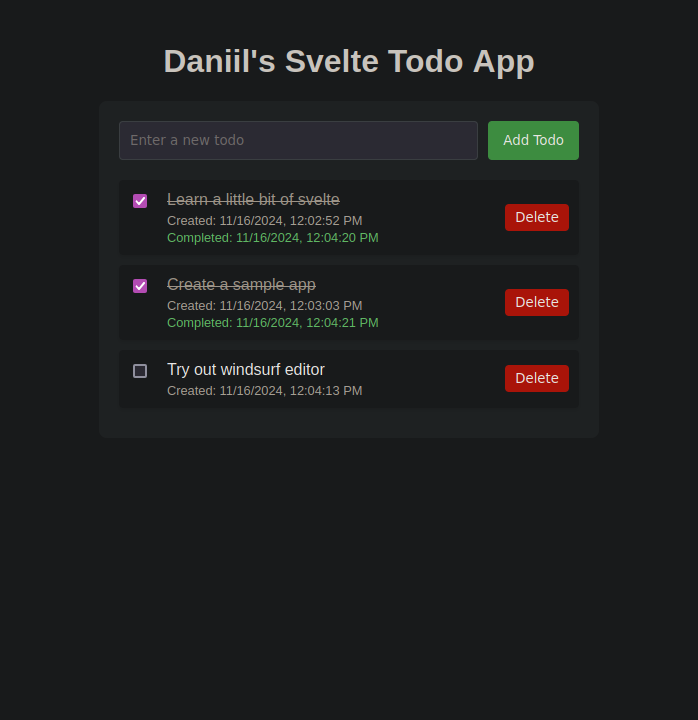 Daniil's Svelte Todo App
Enter a new todo
Add Todo
Learn a little bit of svelte
Created: 11/16/2024, 12:02:52 PM
Completed: 11/16/2024, 12:04:20 PM
Delete
Create a sample app
Created: 11/16/2024, 12:03:03 PM
Completed: 11/16/2024, 12:04:21 PM
Delete
Try out windsurf editor
Created: 11/16/2024, 12:04:13 PM
Delete